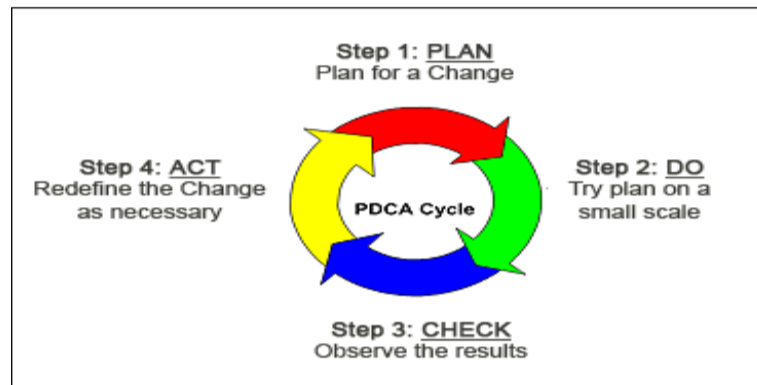 Step 1: PLAN
Plan for a Change
Step 4: ACT
Redefine the Change
as necessary
PDCA Cycle
Step 2: DO
Try plan on a
small scale
Step 3: CHECK
Observe the results